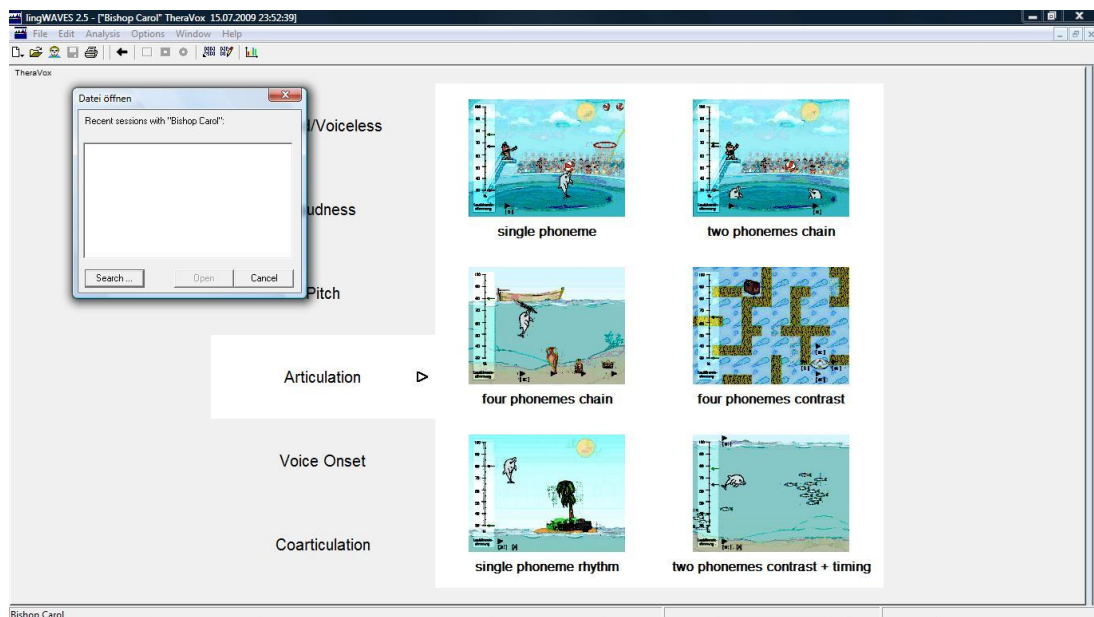 lingWAVES 2.5 - ["Bishop Carol" TheraVox 15.07.2009 23:52:39]
File Edit Analysis Options Window Help
TheraVox
Datei öffnen
Recent sessions with "Bishop Carol":
Search ... Open Cancel
/Voiceless
udness
Pitch
Articulation
Voice Onset
Coarticulation
single phoneme
two phonemes chain
four phonemes chain
four phonemes contrast
single phoneme rhythm
two phonemes contrast + timing
Bishop Carol